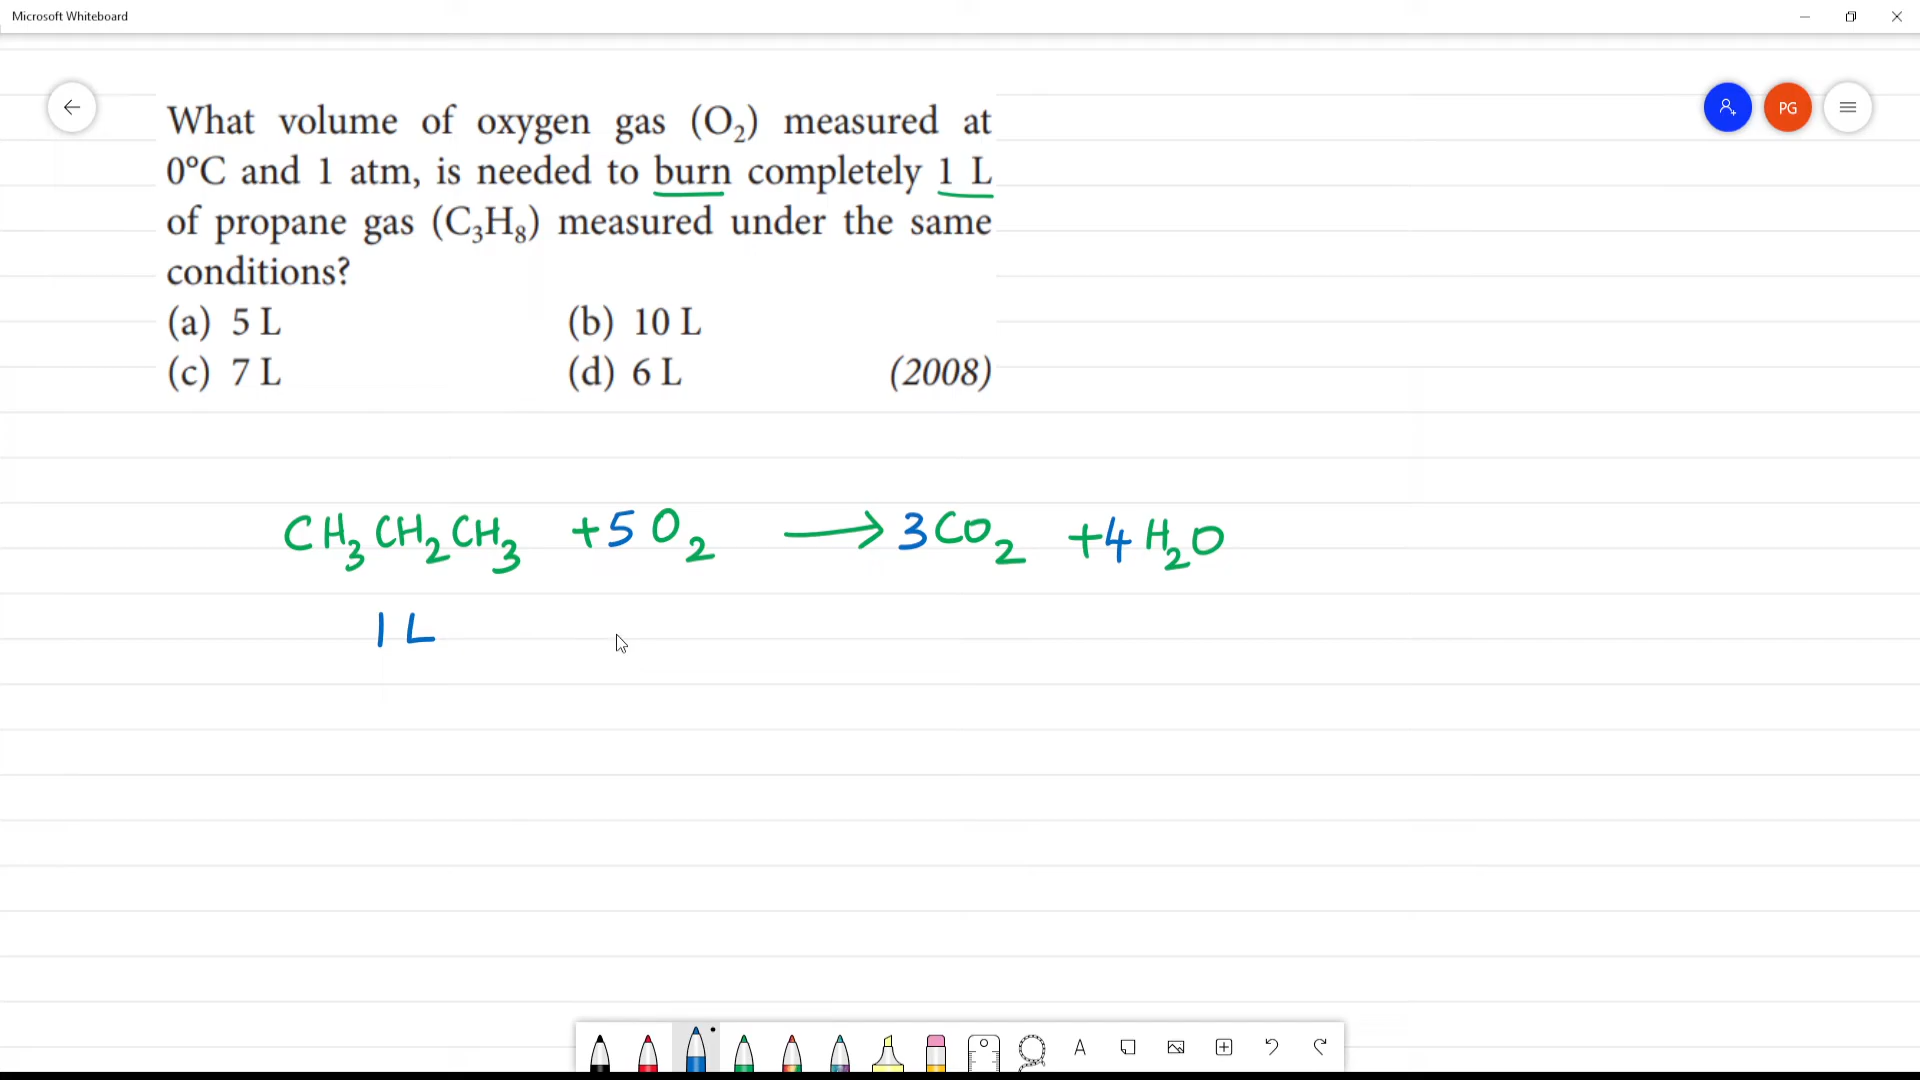 Microsoft Whiteboard
PG
What volume of oxygen gas (O₂) measured at
0°C and 1 atm, is needed to burn completely 1 L
of propane gas (C₃H₈) measured under the same
conditions?
(a) 5 L (b) 10 L
(c) 7 L (d) 6 L (2008)
CH₃CH₂CH₃ + 5 O₂ ⟶ 3CO₂ + 4 H₂O
1 L
A